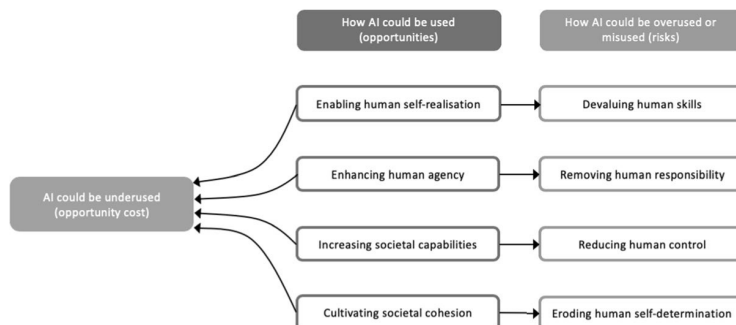 How AI could be used
(opportunities)
How AI could be overused or
misused (risks)
Enabling human self-realisation
Devaluing human skills
Enhancing human agency
Removing human responsibility
AI could be underused
(opportunity cost)
Increasing societal capabilities
Reducing human control
Cultivating societal cohesion
Eroding human self-determination